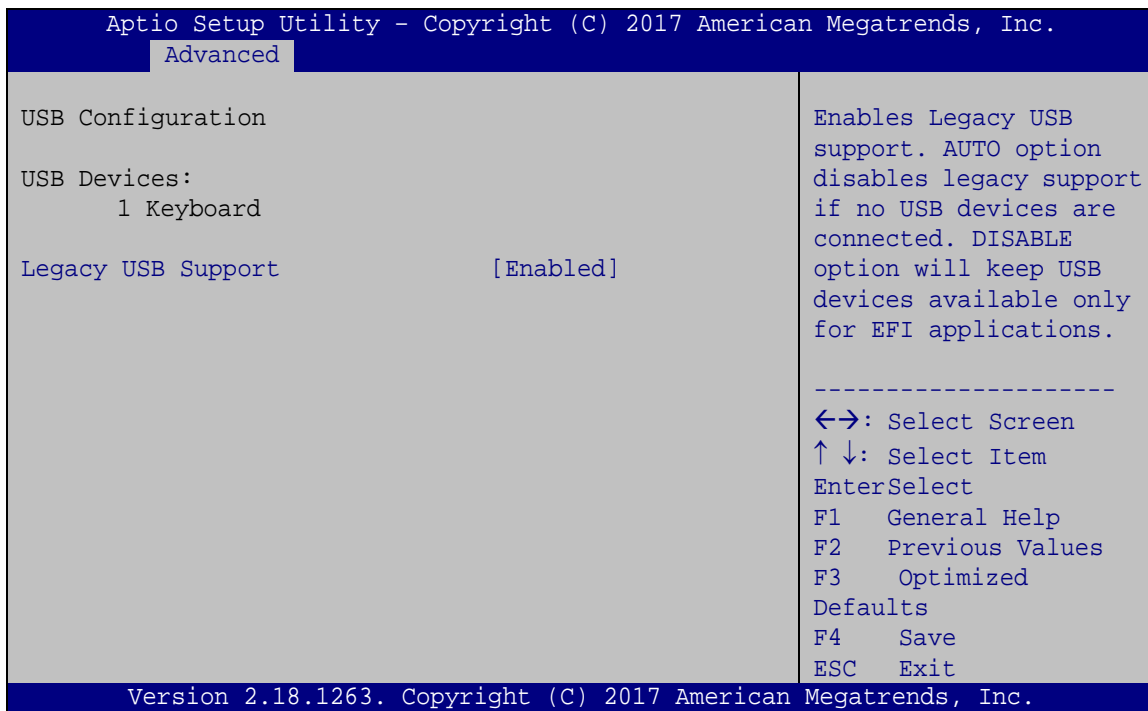 Aptio Setup Utility – Copyright (C) 2017 American Megatrends, Inc.
Advanced
USB Configuration
USB Devices:
1 Keyboard
Legacy USB Support [Enabled]
Enables Legacy USB
support. AUTO option
disables legacy support
if no USB devices are
connected. DISABLE
option will keep USB
devices available only
for EFI applications.
---------------------
←→: Select Screen
↑ ↓: Select Item
EnterSelect
F1 General Help
F2 Previous Values
F3 Optimized
Defaults
F4 Save
ESC Exit
Version 2.18.1263. Copyright (C) 2017 American Megatrends, Inc.